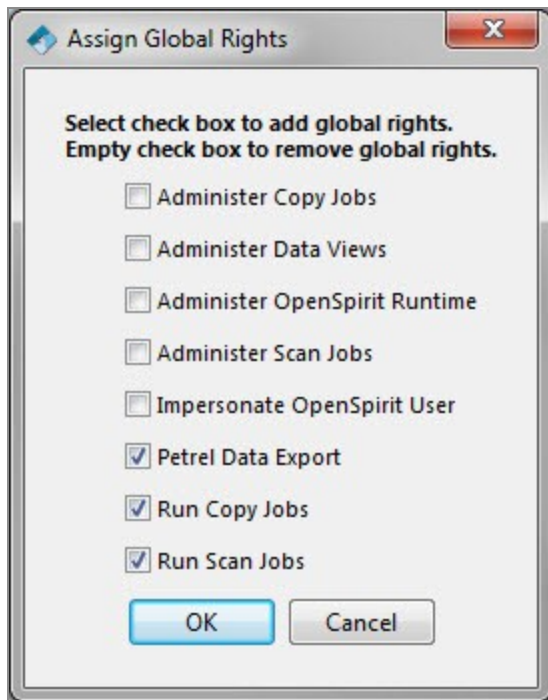 Assign Global Rights
Select check box to add global rights.
Empty check box to remove global rights.
Administer Copy Jobs
Administer Data Views
Administer OpenSpirit Runtime
Administer Scan Jobs
Impersonate OpenSpirit User
Petrel Data Export
Run Copy Jobs
Run Scan Jobs
OK Cancel